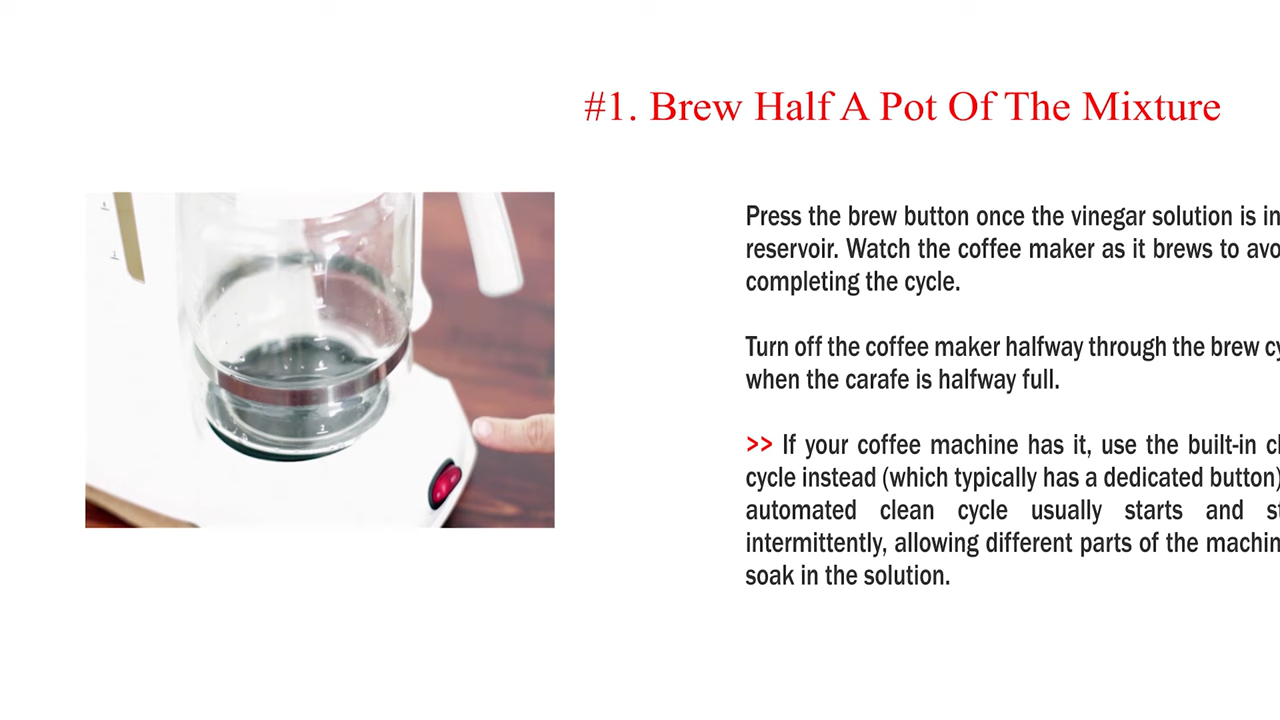 #1. Brew Half A Pot Of The Mixture
Press the brew button once the vinegar solution is in
reservoir. Watch the coffee maker as it brews to
completing the cycle.
Turn off the coffee maker halfway through the brew
when the carafe is halfway full.
>> If your coffee machine has it, use the built-in
cycle instead (which typically has a dedicated button)
automated clean cycle usually starts and
intermittently, allowing different parts of the
soak in the solution.